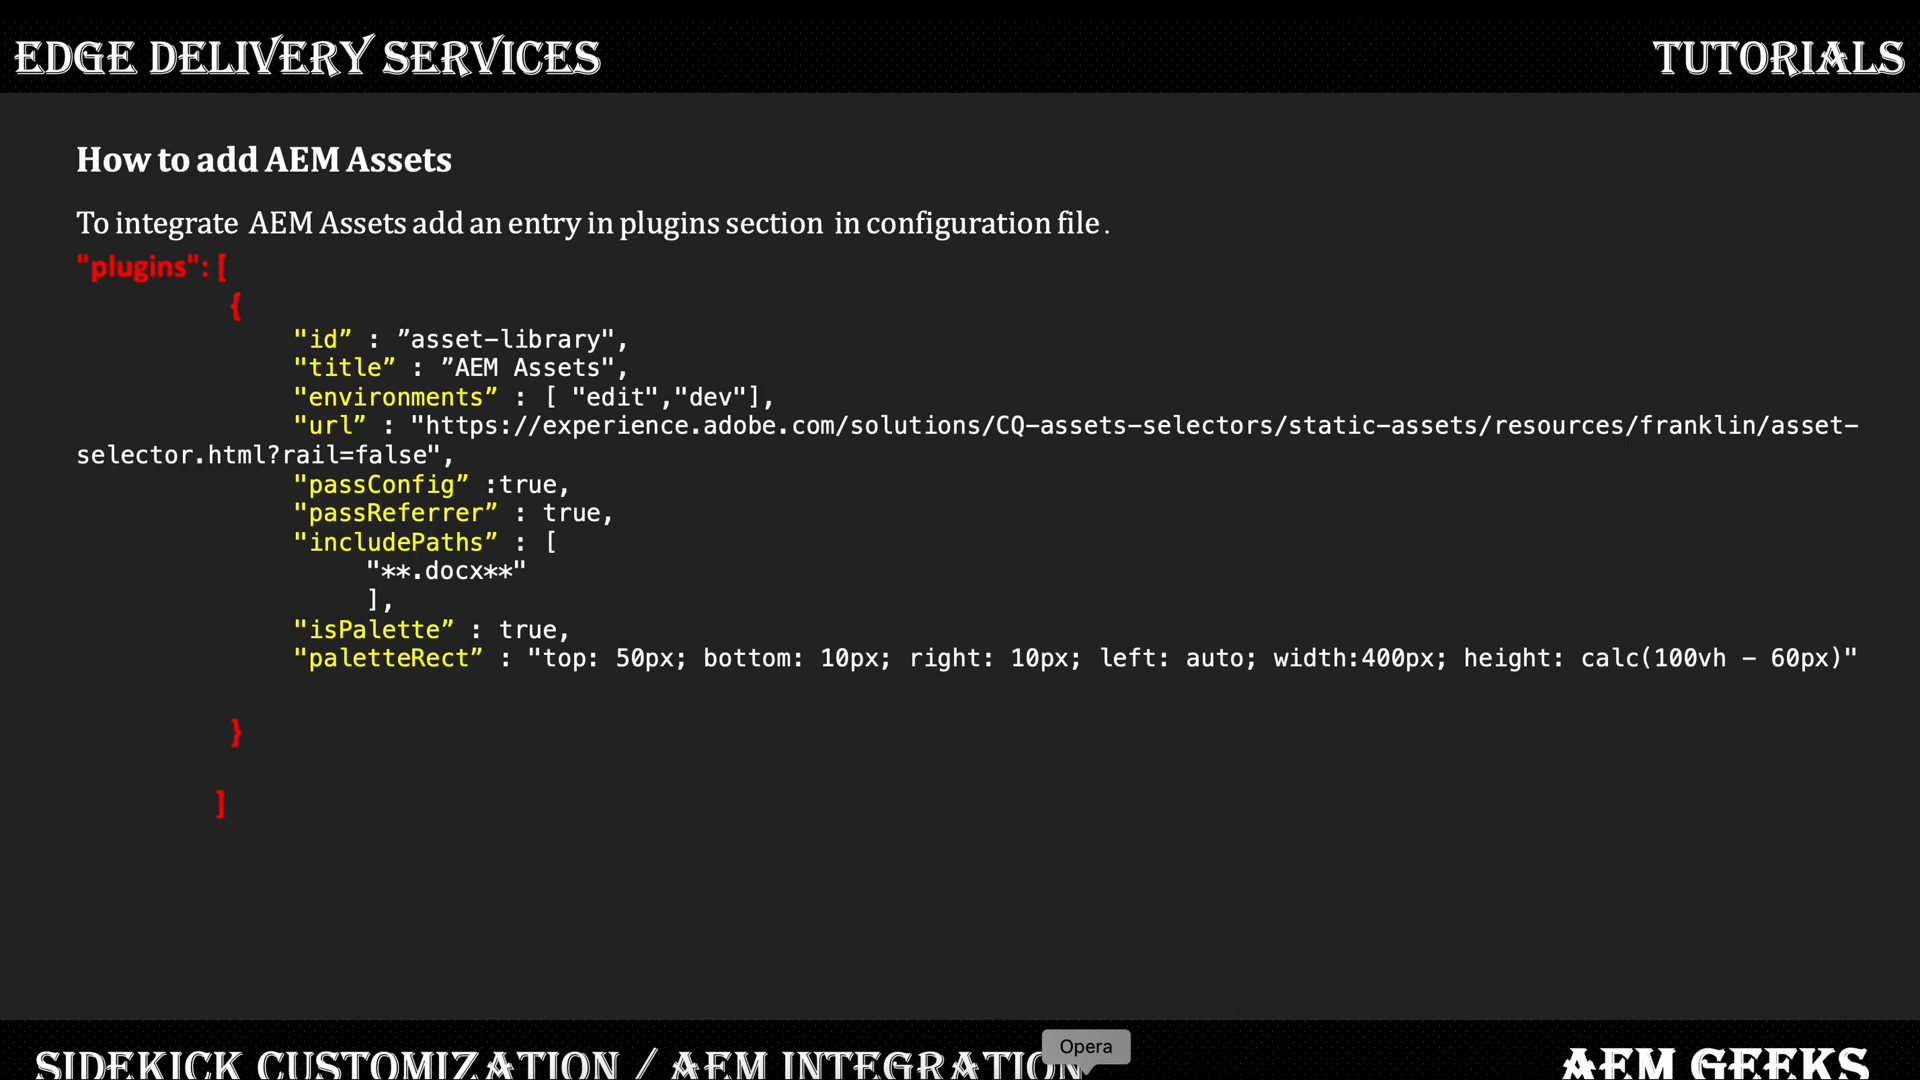 EDGE DELIVERY SERVICES
TUTORIALS
How to add AEM Assets
To integrate AEM Assets add an entry in plugins section in configuration file.
"plugins": [
{
"id” : ”asset-library",
"title” : ”AEM Assets",
"environments” : [ "edit","dev"],
"url” : "https://experience.adobe.com/solutions/CQ-assets-selectors/static-assets/resources/franklin/asset-
selector.html?rail=false",
"passConfig” :true,
"passReferrer” : true,
"includePaths” : [
"**.docx**"
],
"isPalette” : true,
"paletteRect” : "top: 50px; bottom: 10px; right: 10px; left: auto; width:400px; height: calc(100vh - 60px)"
}
]
Opera
SIDEKICK CUSTOMIZATION / AEM INTEGRATION
AEM GEEKS